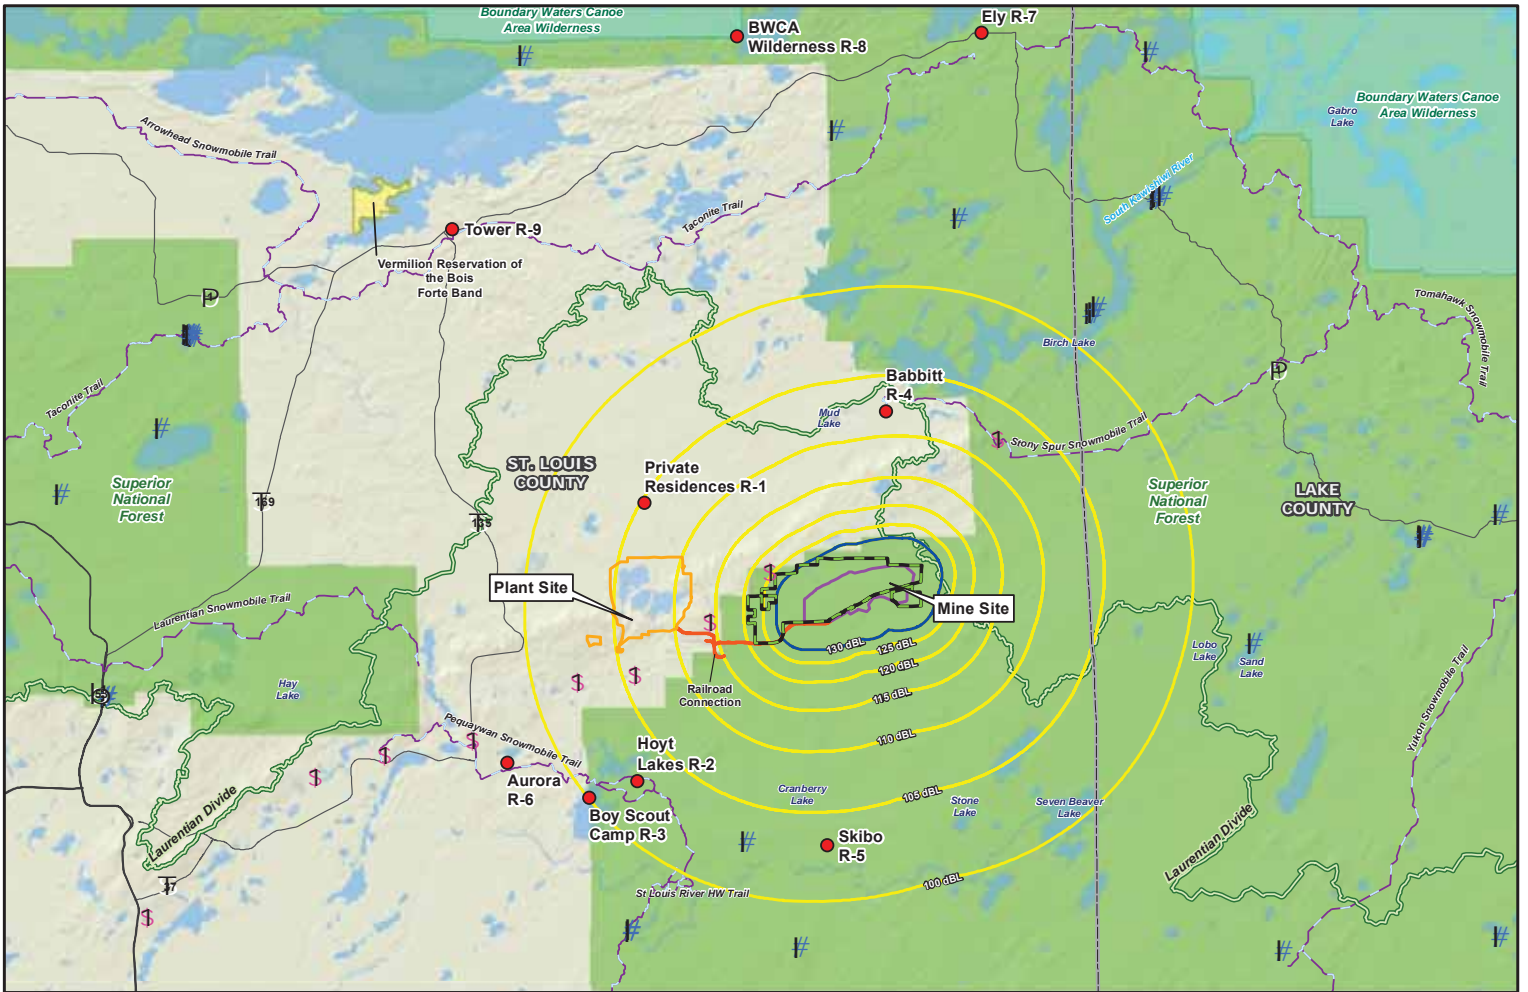 Boundary Waters Canoe
Area Wilderness
BWCA
Wilderness R-8
Ely R-7
Boundary Waters Canoe
Area Wilderness
Gabro
Lake
Arrowhead Snowmobile Trail
South Kawishiwi River
Taconite Trail
Tower R-9
Vermilion Reservation of
the Bois
Forte Band
Tomahawk Snowmobile Trail
Birch Lake
Taconite Trail
Babbitt
R-4
Mud
Lake
Strony Spur Snowmobile Trail
ST. LOUIS
COUNTY
Private
Residences R-1
Superior
National
Forest
169
135
Superior
National
Forest
LAKE
COUNTY
Plant Site
Mine Site
Laurentian Snowmobile Trail
130 dBL
125 dBL
120 dBL
115 dBL
110 dBL
105 dBL
100 dBL
Railroad
Connection
Lobo
Lake
Sand
Lake
Hay
Lake
Yukon Snowmobile Trail
Pequaywan Snowmobile Trail
Hoyt
Lakes R-2
Aurora
R-6
Boy Scout
Camp R-3
Cranberry
Lake
Stone
Lake
Seven Beaver
Lake
Skibo
R-5
Laurentian Divide
Laurentian Divide
37
St Louis River HW Trail